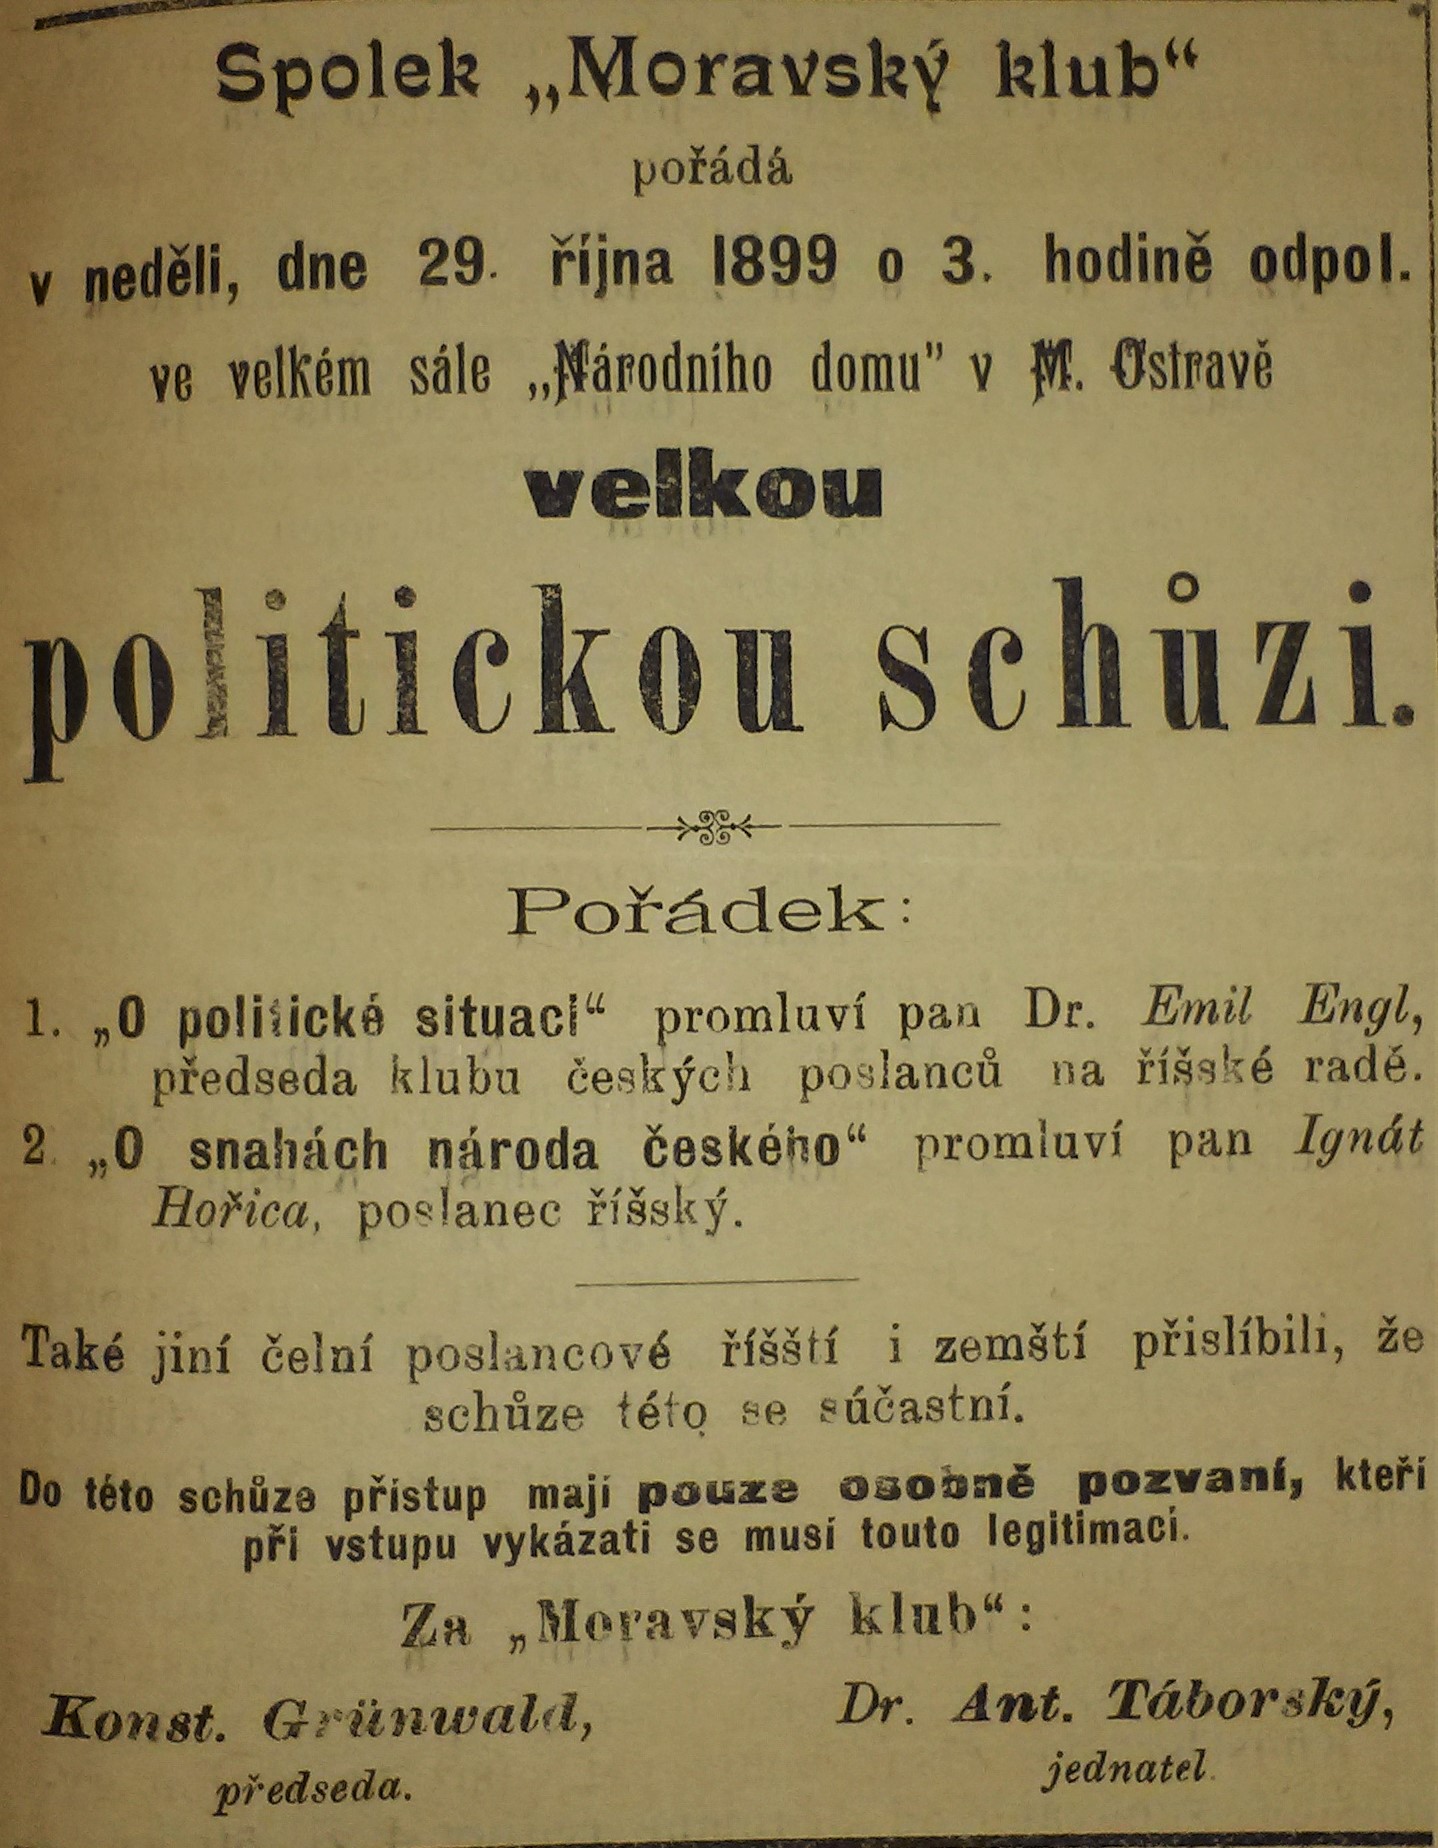 Spolek „Moravský klub“
pořádá
v neděli, dne 29. října 1899 o 3. hodině odpol.
ve velkém sále „Národního domu” v M. Ostravě
velkou
politickou schůzi.
Pořádek:
1. „O politické situaci“ promluví pan Dr. Emil Engl,
předseda klubu českých poslanců na říšské radě.
2. „O snahách národa českého“ promluví pan Ignát
Hořica, poslanec říšský.
Také jiní čelní poslancové říšští i zemští přislíbili, že
schůze této se súčastní.
Do této schůze přístup mají pouze osobně pozvaní, kteří
při vstupu vykázati se musí touto legitimací.
Za „Moravský klub“:
Konst. Grünwald, Dr. Ant. Táborský,
předseda. jednatel.